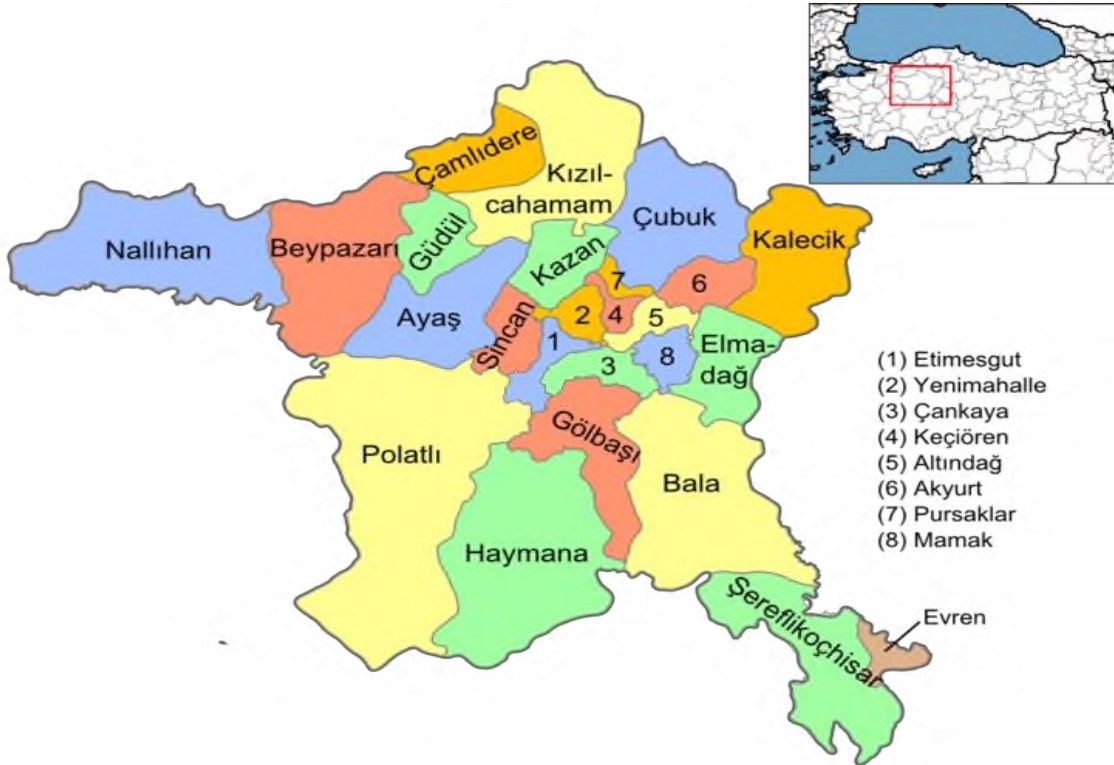 Çamlıdere
Kızıl-
cahamam
Çubuk
Nallıhan
Beypazarı
Güdül
Kazan
Kalecik
7
6
Ayaş
Sincan
2
4
5
1
3
8
Elma-
dağ
(1) Etimesgut
(2) Yenimahalle
(3) Çankaya
(4) Keçiören
(5) Altındağ
(6) Akyurt
(7) Pursaklar
(8) Mamak
Polatlı
Gölbaşı
Bala
Haymana
Şereflikoçhisar
Evren